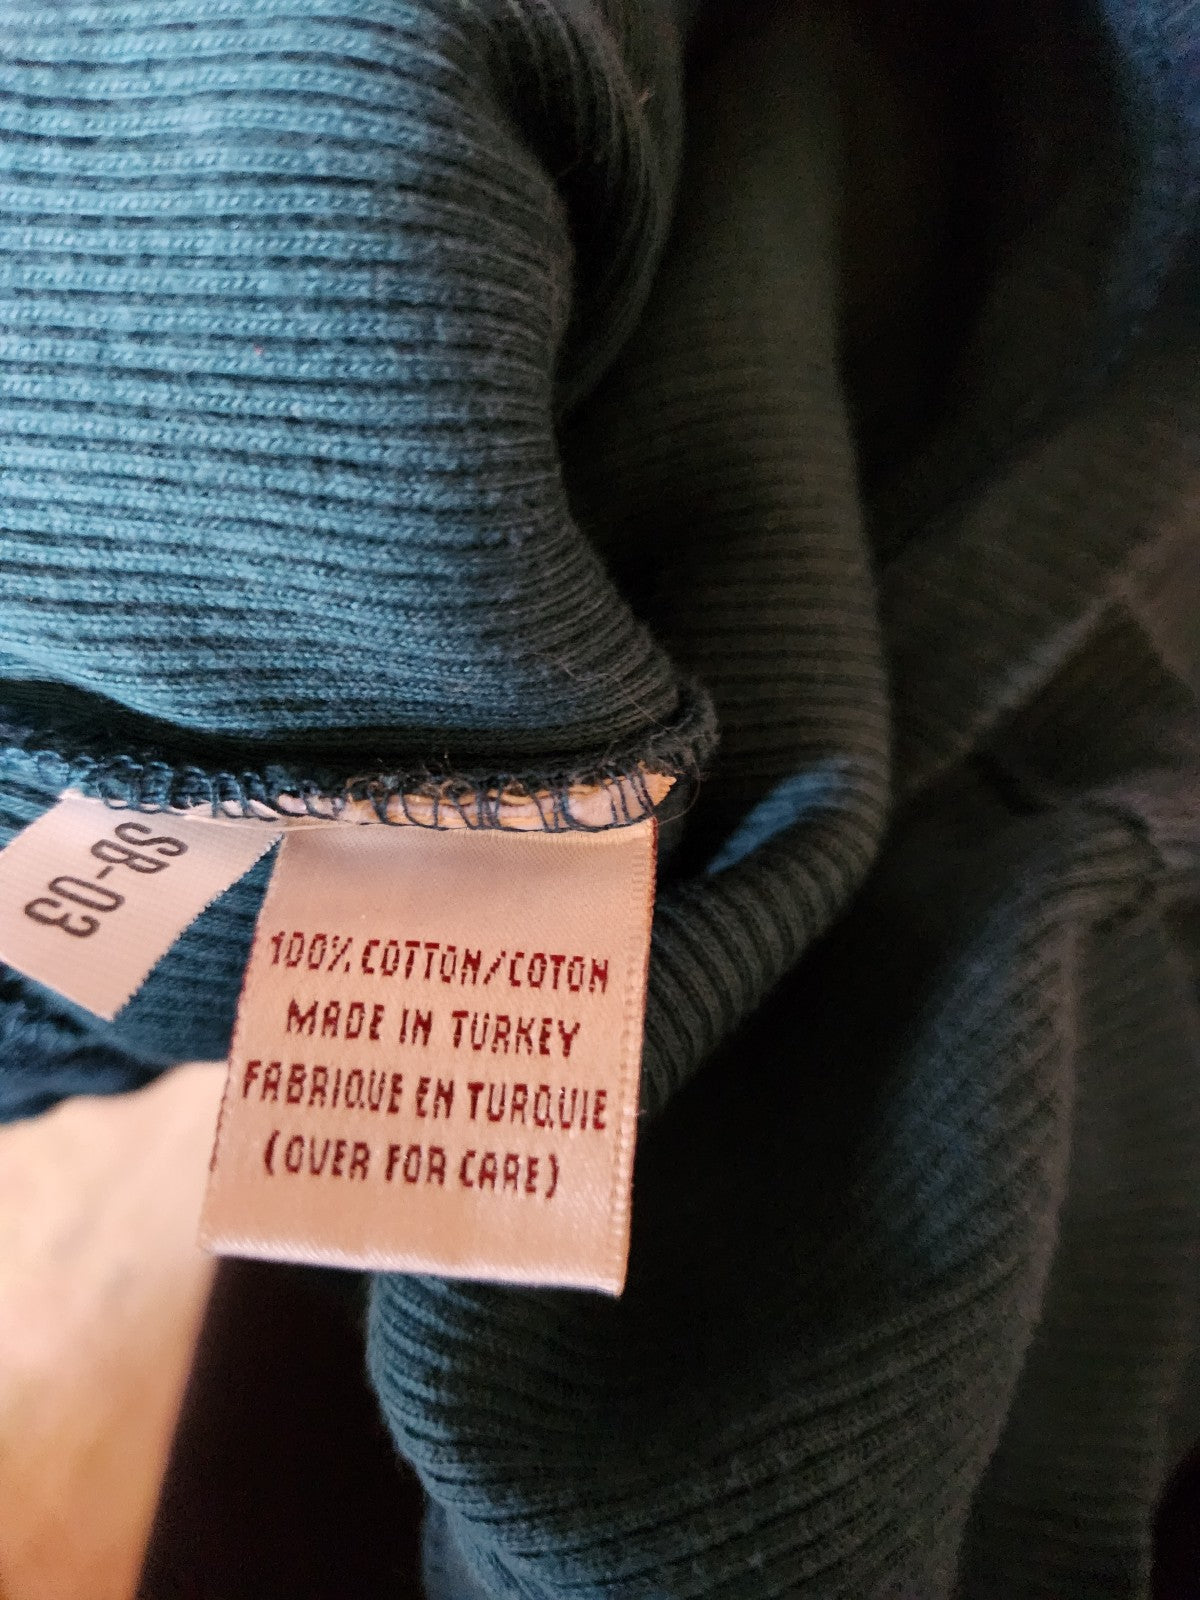 SB-03
100% COTTON/COTON
MADE IN TURKEY
FABRIQUE EN TURQUIE
(OVER FOR CARE)